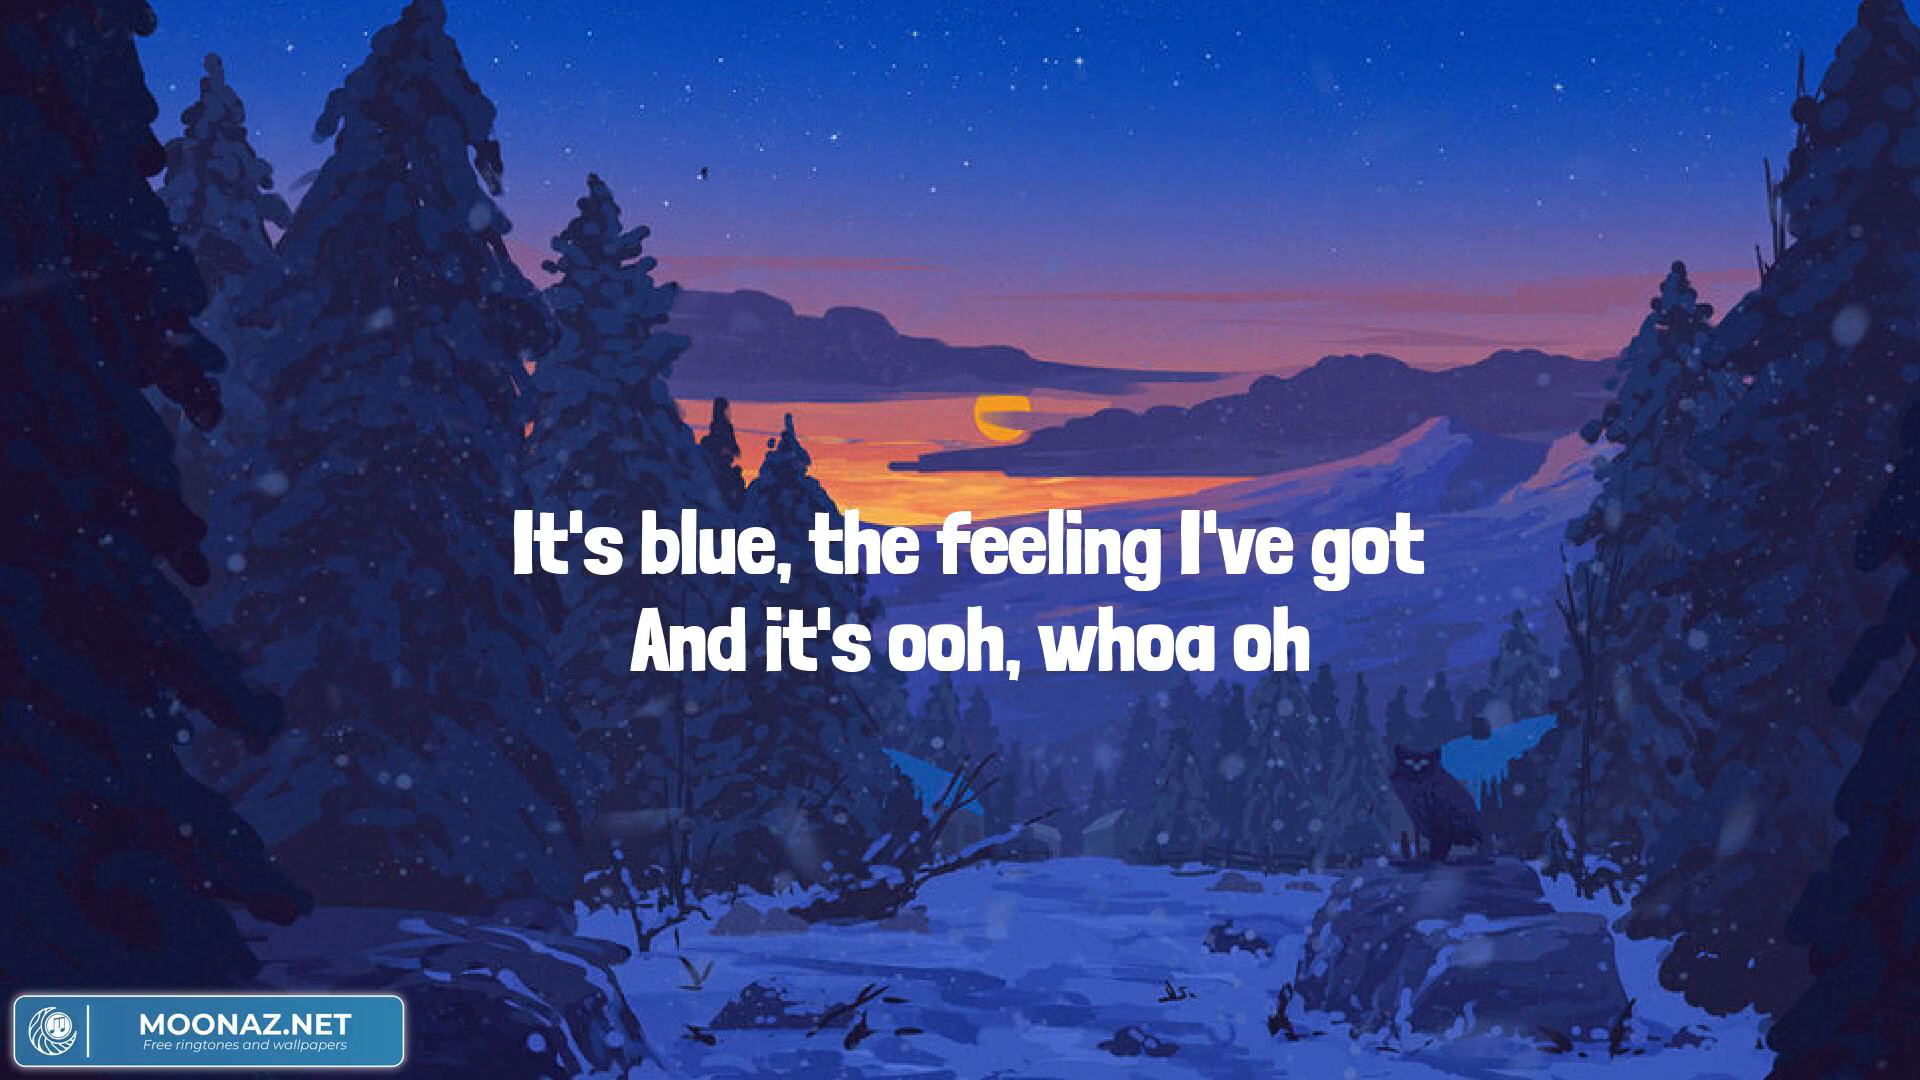 It's blue, the feeling I've got
And it's ooh, whoa oh
MOONAZ.NET
Free ringtones and wallpapers